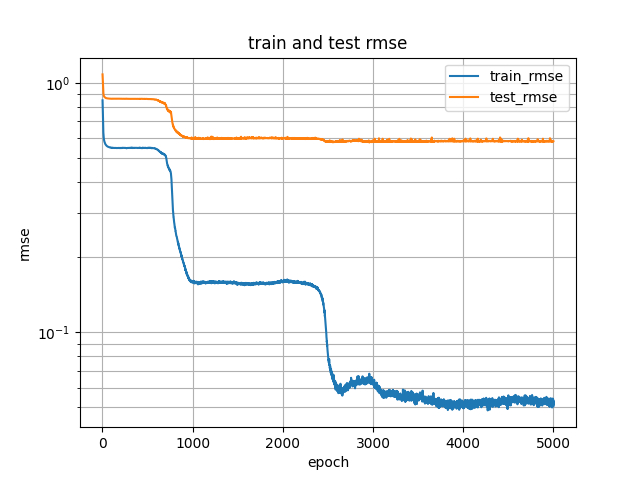 train and test rmse
train_rmse
test_rmse
rmse
10⁰
10⁻¹
0 1000 2000 3000 4000 5000
epoch